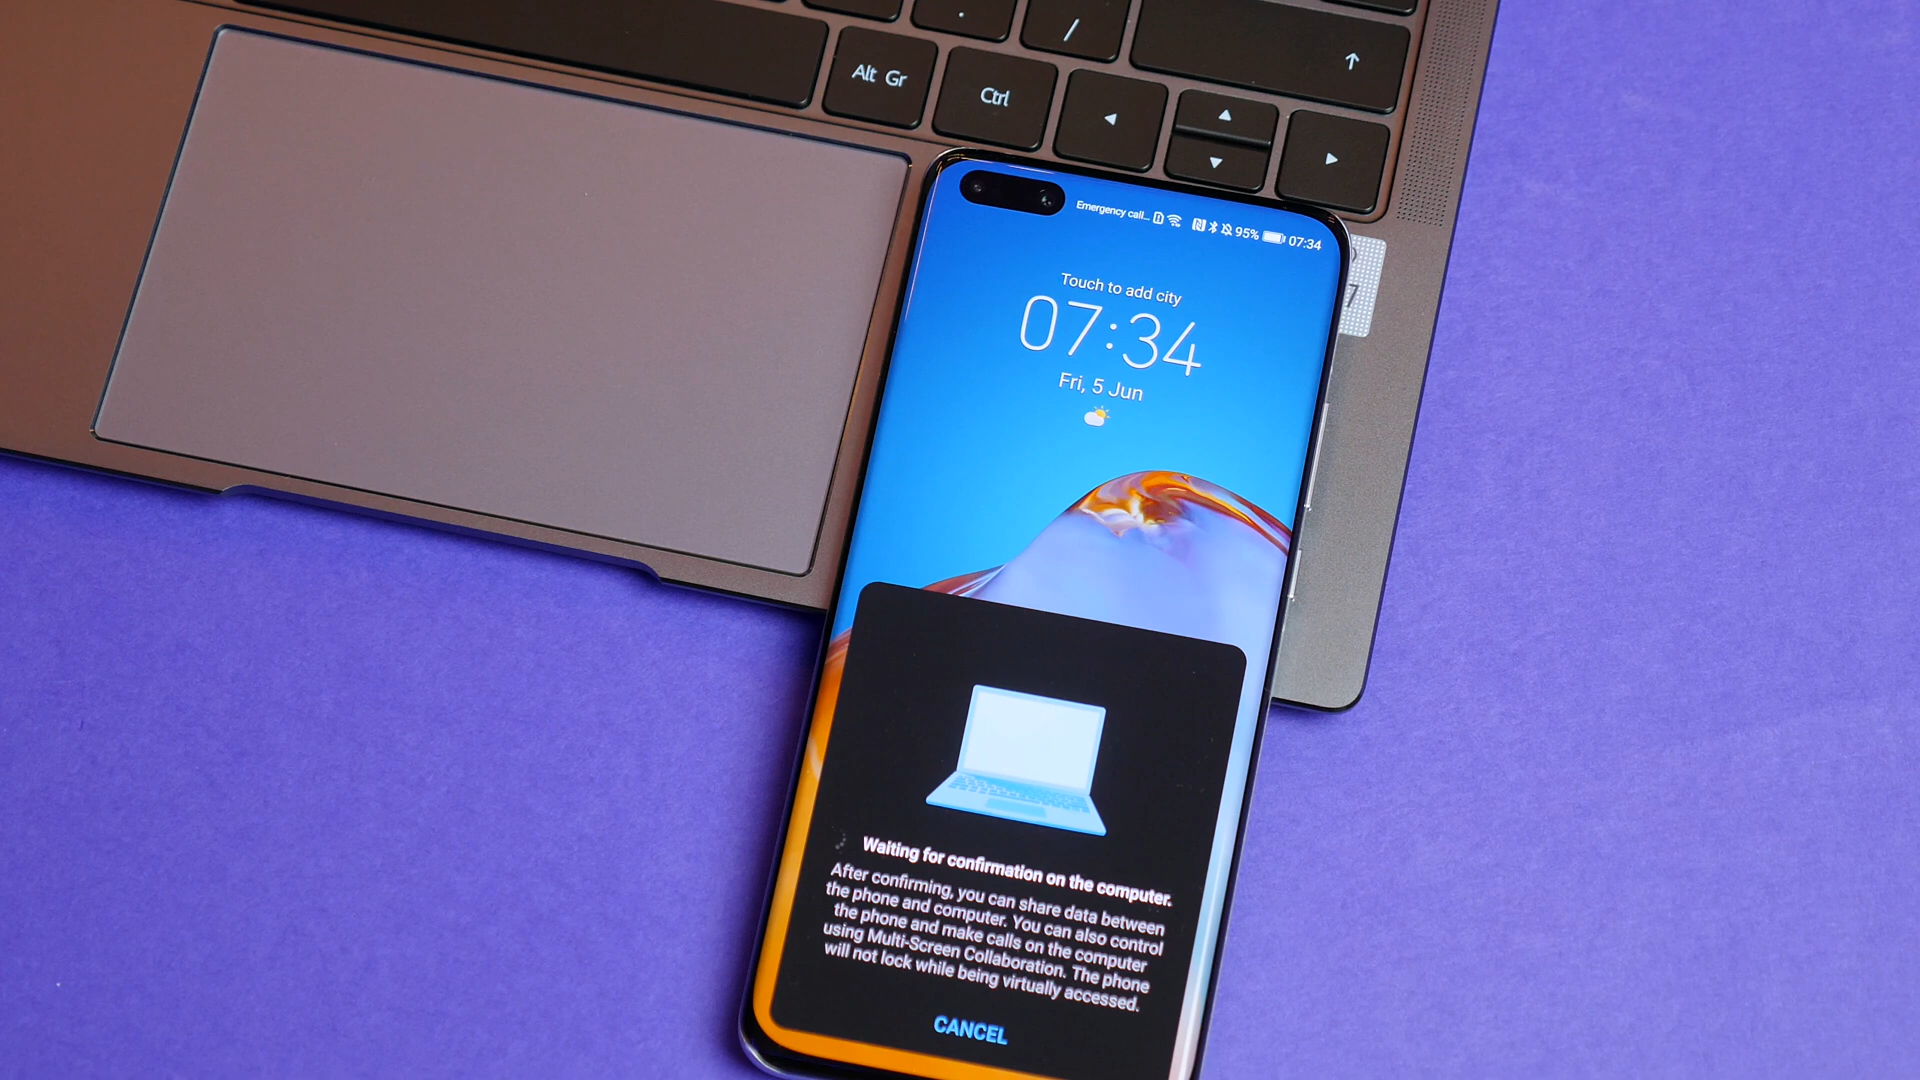 .
/
↑
Alt Gr
Ctrl
Emergency call... 95% 07:34
7
Touch to add city
07:34
Fri, 5 Jun
Waiting for confirmation on the computer.
After confirming, you can share data between
the phone and computer. You can also control
the phone and make calls on the computer
using Multi-Screen Collaboration. The phone
will not lock while being virtually accessed.
CANCEL